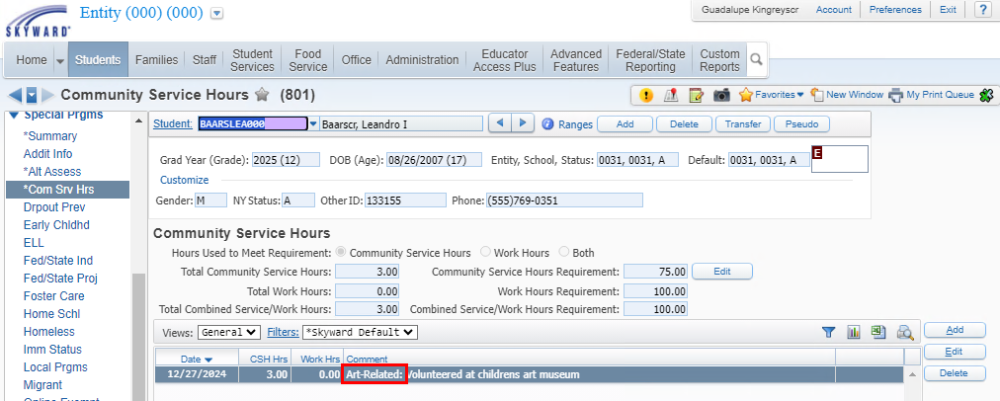 Entity (000) (000)
Guadalupe Kingreysor Account Preferences Exit ?
SKYWARD
Home Students Families Staff Student Services Food Service Office Administration Educator Access Plus Advanced Features Federal/State Reporting Custom Reports
Community Service Hours (801)
Favorites New Window My Print Queue
Special Prgms
*Summary
Addit Info
*Alt Assess
*Com Srv Hrs
Drpout Prev
Early Chldhd
ELL
Fed/State Ind
Fed/State Proj
Foster Care
Home Schl
Homeless
Imm Status
Local Prgms
Migrant
Student: BAARSLEA000 Baarscr, Leandro I Ranges Add Delete Transfer Pseudo
Grad Year (Grade): 2025 (12) DOB (Age): 08/26/2007 (17) Entity, School, Status: 0031, 0031, A Default: 0031, 0031, A E
Customize
Gender: M NY Status: A Other ID: 133155 Phone: (555)769-0351
Community Service Hours
Hours Used to Meet Requirement: Community Service Hours Work Hours Both
Total Community Service Hours: 3.00 Community Service Hours Requirement: 75.00 Edit
Total Work Hours: 0.00 Work Hours Requirement: 100.00
Total Combined Service/Work Hours: 3.00 Combined Service/Work Hours Requirement: 100.00
Views: General Filters: *Skyward Default
Add
Edit
Delete
Date CSH Hrs Work Hrs Comment
12/27/2024 3.00 0.00 Art-Related: Volunteered at childrens art museum